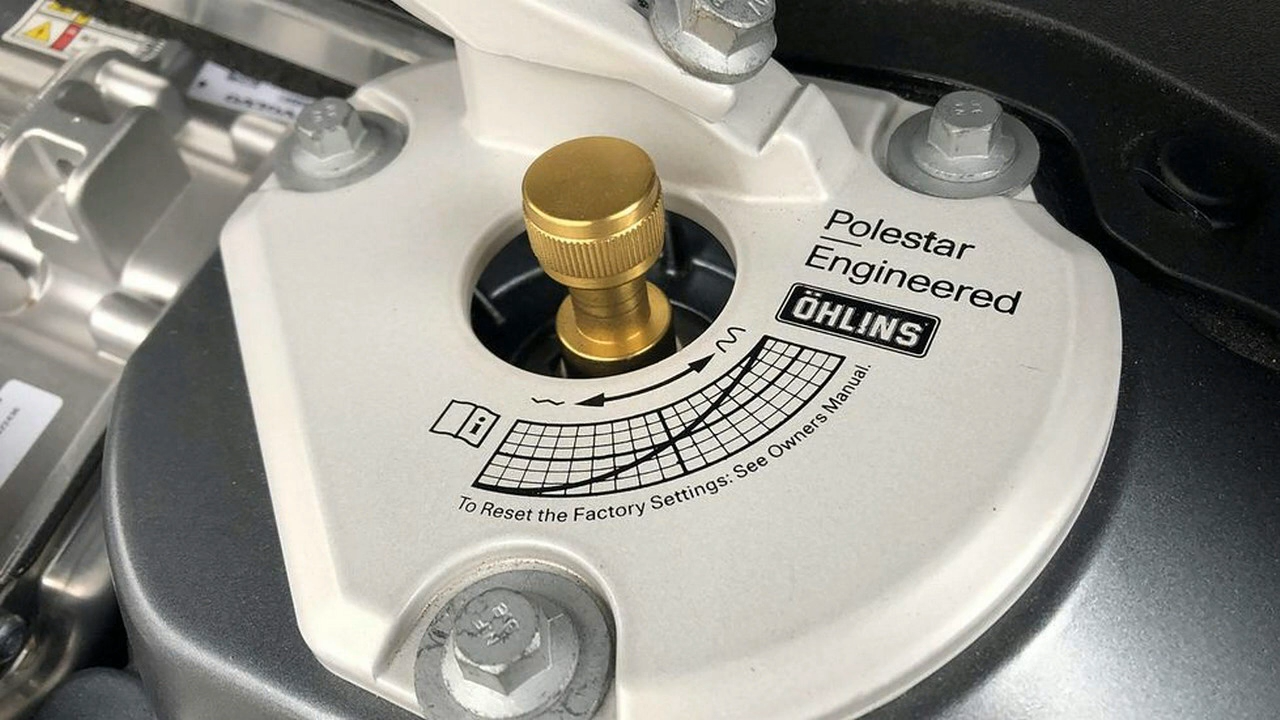 Polestar
Engineered
ÖHLINS
i
To Reset the Factory Settings: See Owners Manual.